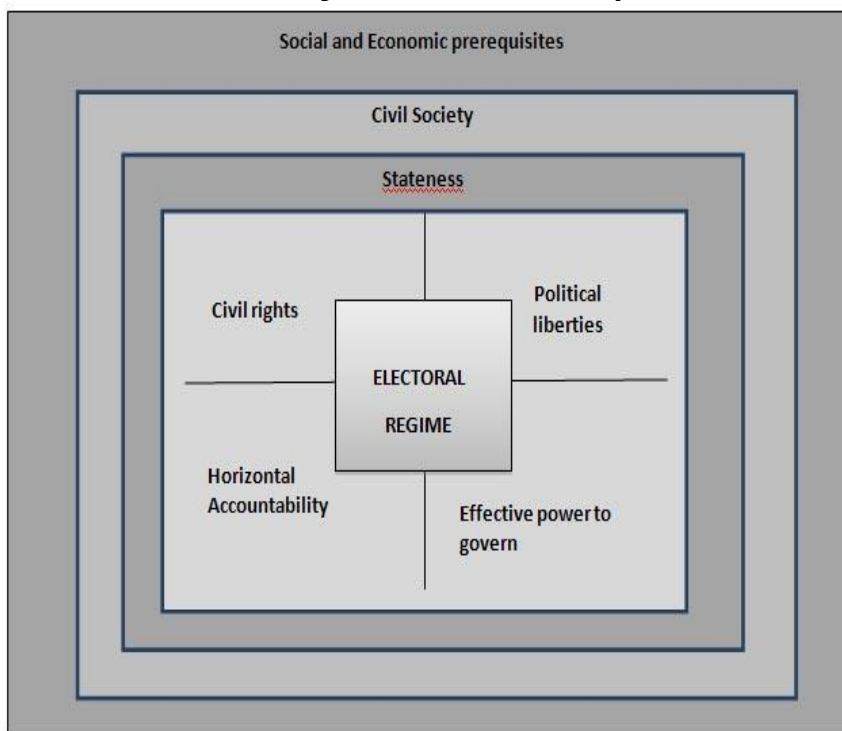 Social and Economic prerequisites
Civil Society
Stateness
Civil rights
Political
liberties
ELECTORAL
REGIME
Horizontal
Accountability
Effective power to
govern